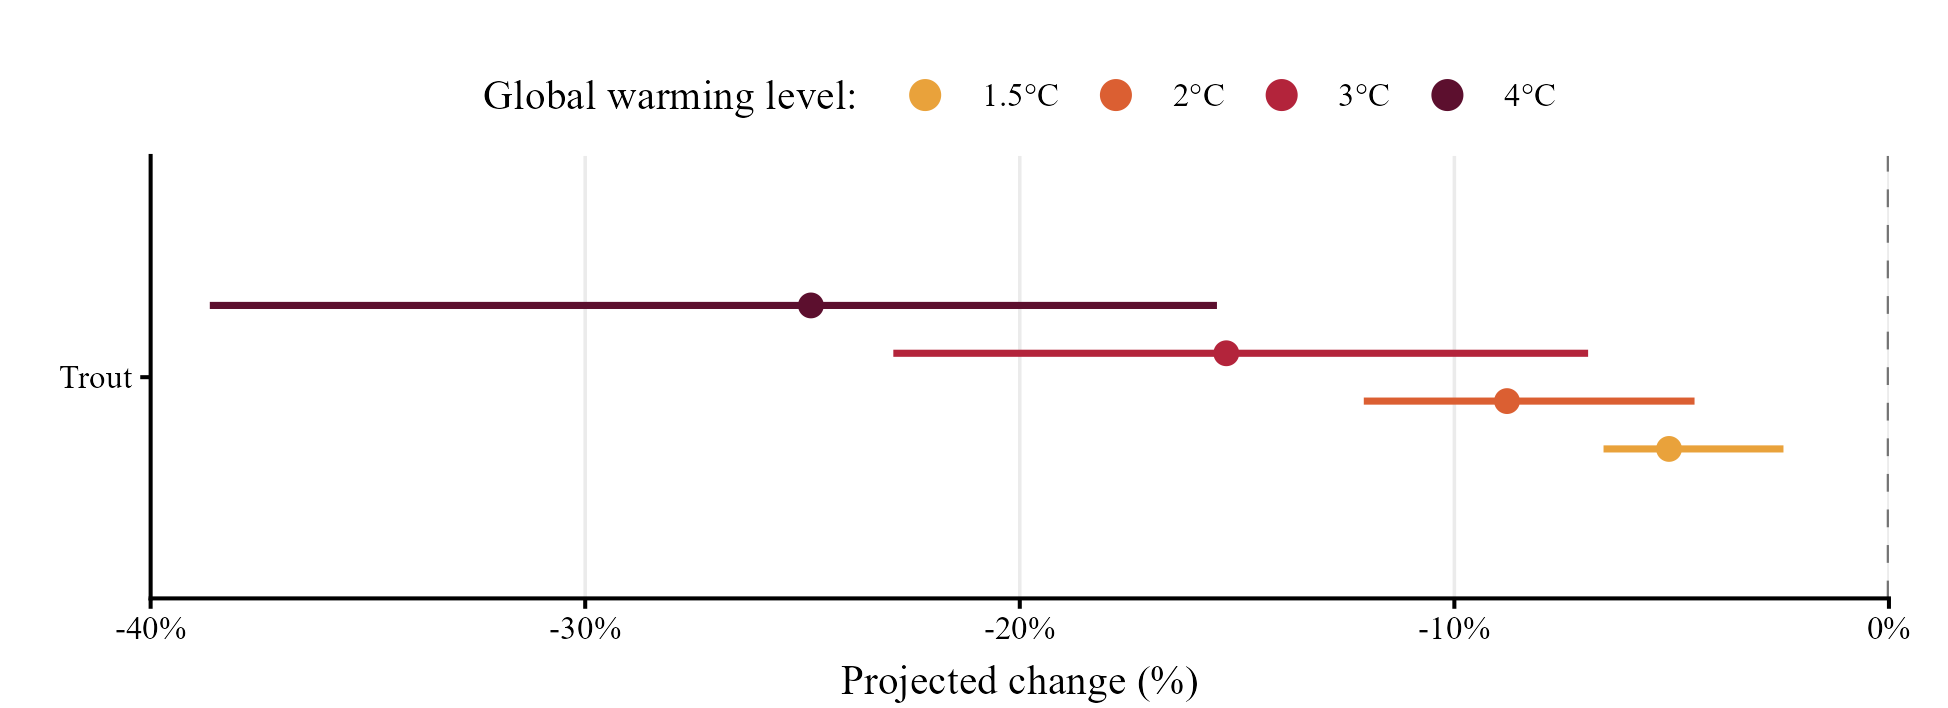 Global warming level: 1.5°C 2°C 3°C 4°C
Trout
-40% -30% -20% -10% 0%
Projected change (%)